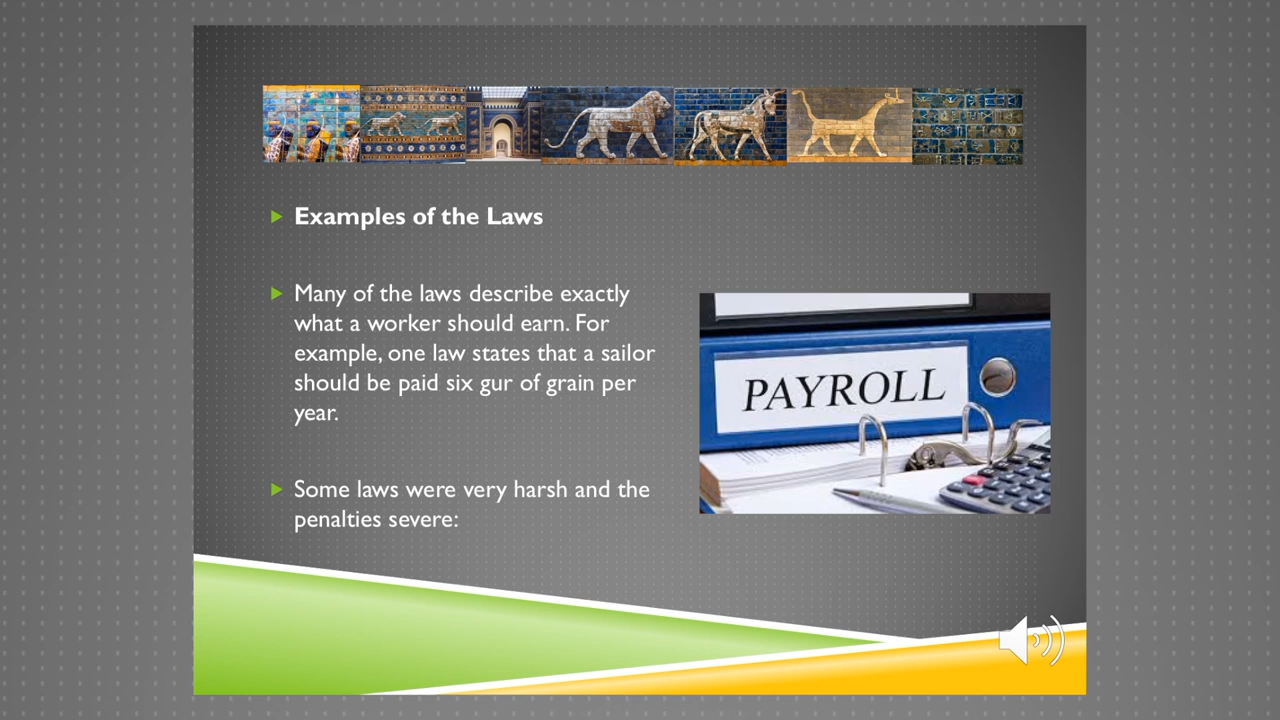 Examples of the Laws
Many of the laws describe exactly
what a worker should earn. For
example, one law states that a sailor
should be paid six gur of grain per
year.
Some laws were very harsh and the
penalties severe:
PAYROLL